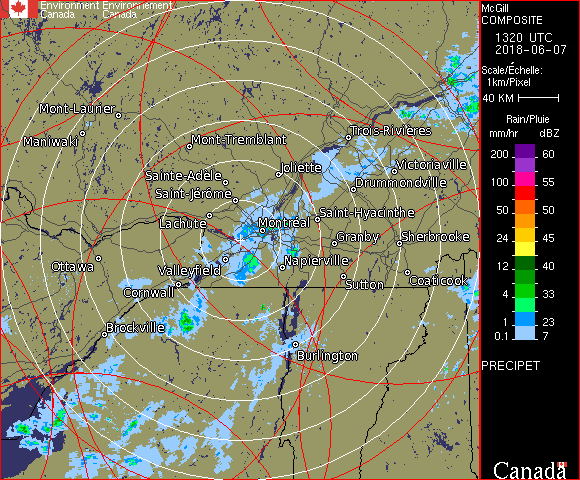 Environment Environnement
Canada Canada
Mont-Laurier
Maniwaki
Mont-Tremblant
Trois-Rivières
Sainte-Adèle
Joliette
Victoriaville
Saint-Jérôme
Drummondville
Lachute
Montréal
Saint-Hyacinthe
Granby
Sherbrooke
Ottawa
Valleyfield
Napierville
Cornwall
Sutton
Coaticook
Brockville
Burlington
McGill
COMPOSITE
1320 UTC
2018-06-07
Scale/Échelle:
1km/Pixel
40 KM
Rain/Pluie
mm/hr dBZ
200 60
100 55
50 50
24 45
12 40
4 33
1 23
0.1 7
PRECIPET
Canada